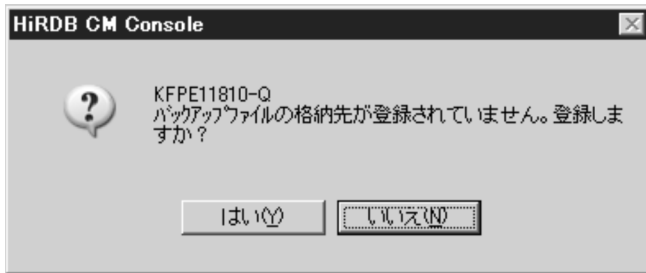 HiRDB CM Console
KFPE11810-Q
ﾊﾞｯｸｱｯﾌﾟﾌｧｲﾙの格納先が登録されていません。登録しま
すか？
はい(Y)
いいえ(N)